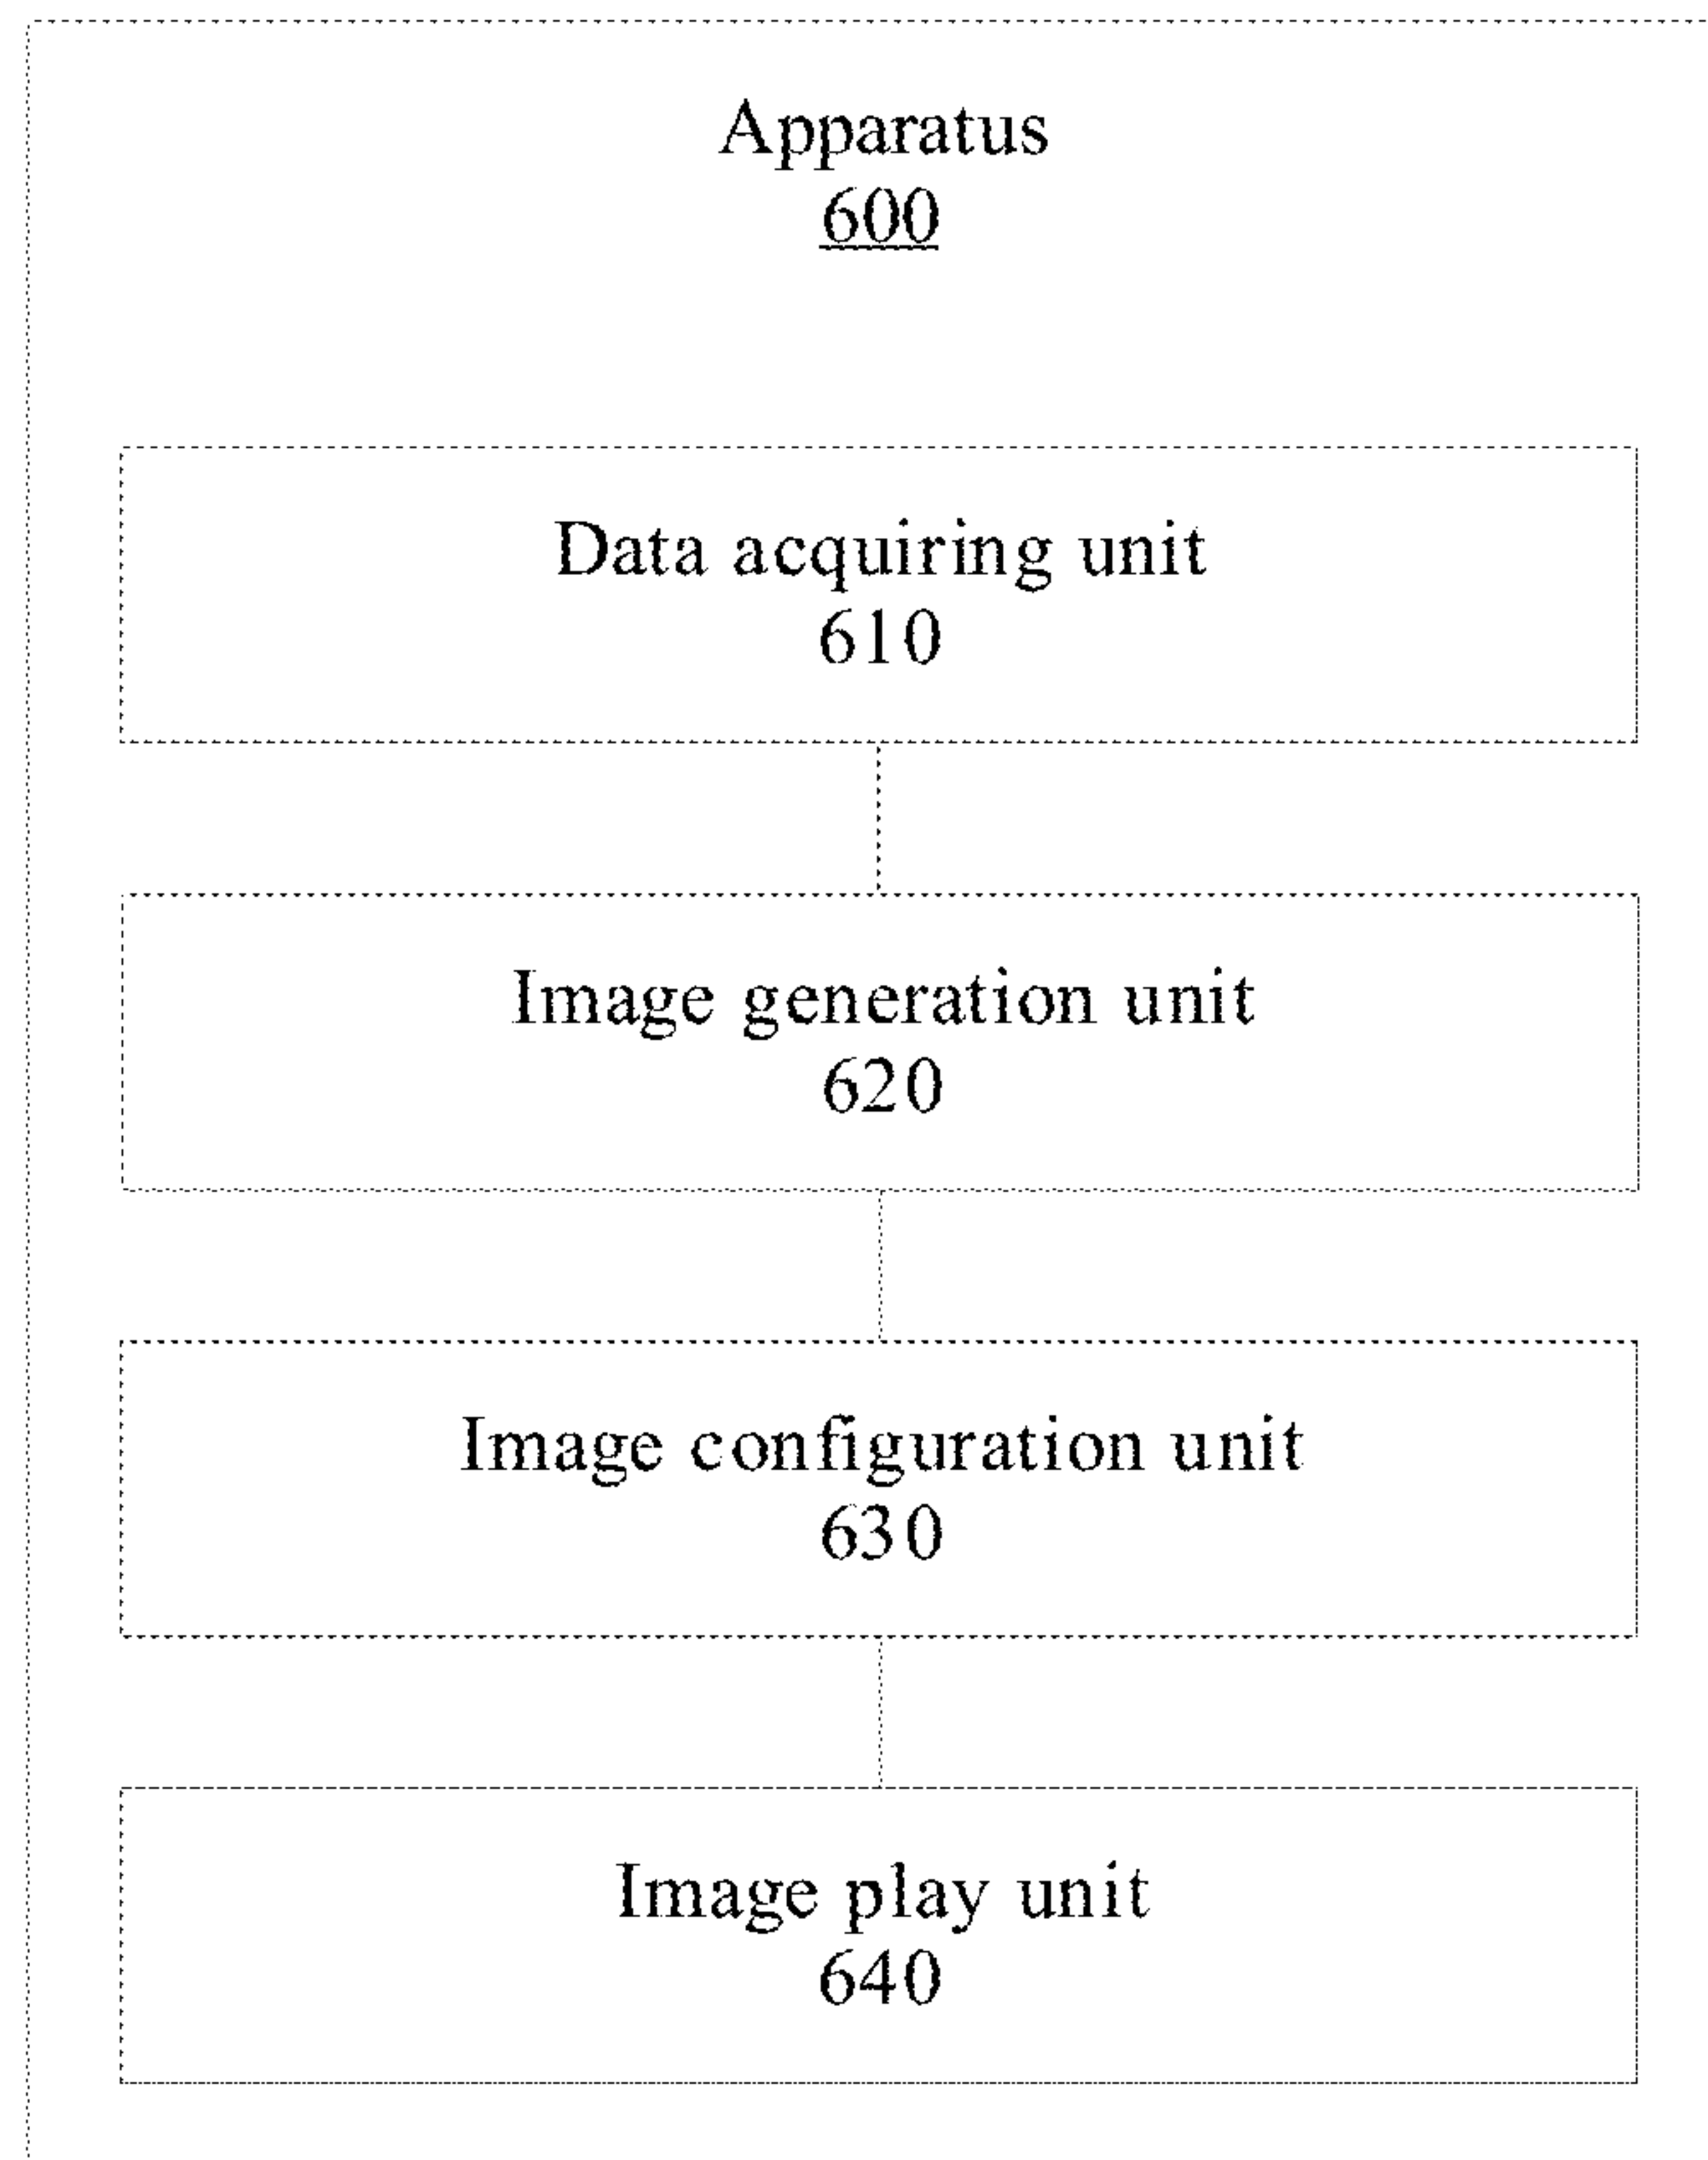 Apparatus
600
Data acquiring unit
610
Image generation unit
620
Image configuration unit
630
Image play unit
640